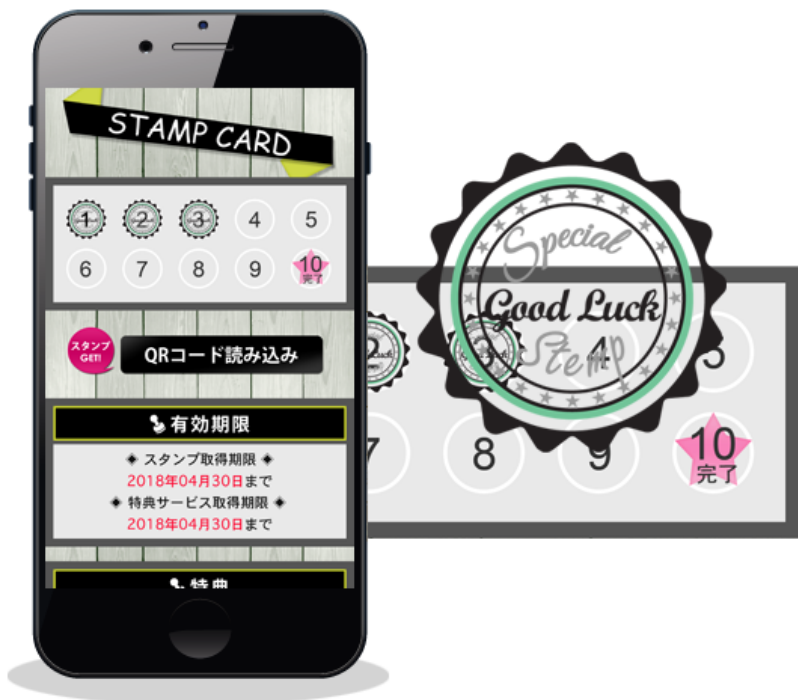 STAMP CARD
1 2 3 4 5
6 7 8 9 10
完了
スタンプ
GET!
QRコード読み込み
有効期限
◆ スタンプ取得期限 ◆
2018年04月30日まで
◆ 特典サービス取得期限 ◆
2018年04月30日まで
特典
Special
Good Luck
Stemp
2 3 4 5
7 8 9 10
完了